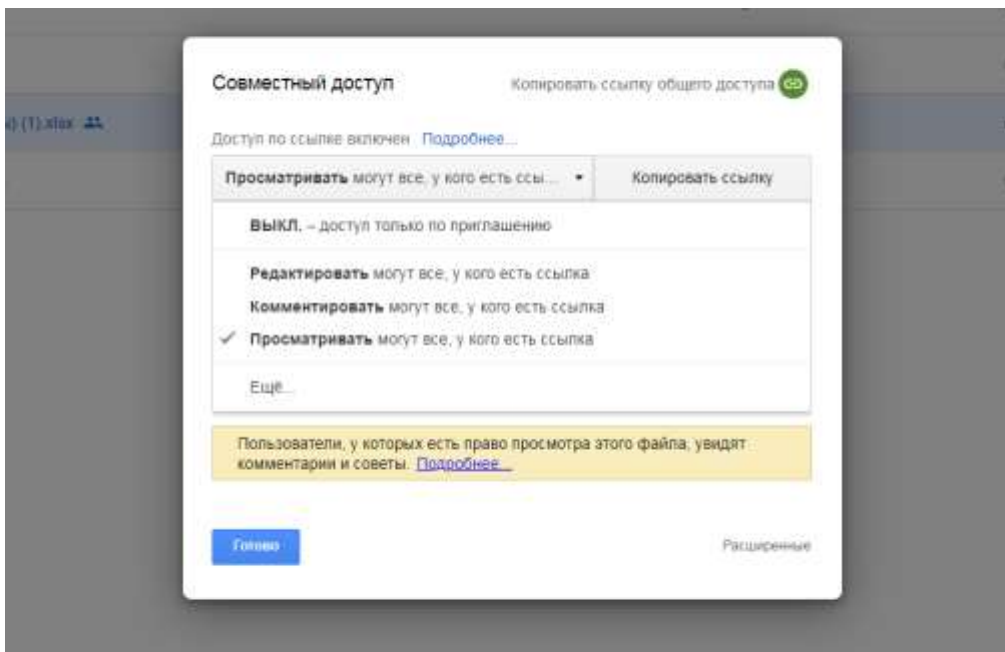 Совместный доступ
Копировать ссылку общего доступа
) (1).xlsx
Доступ по ссылке включен Подробнее...
Просматривать могут все, у кого есть ссы...
Копировать ссылку
ВЫКЛ. – доступ только по приглашению
Редактировать могут все, у кого есть ссылка
Комментировать могут все, у кого есть ссылка
Просматривать могут все, у кого есть ссылка
Ещё...
Пользователи, у которых есть право просмотра этого файла, увидят
комментарии и советы. Подробнее...
Готово
Расширенные